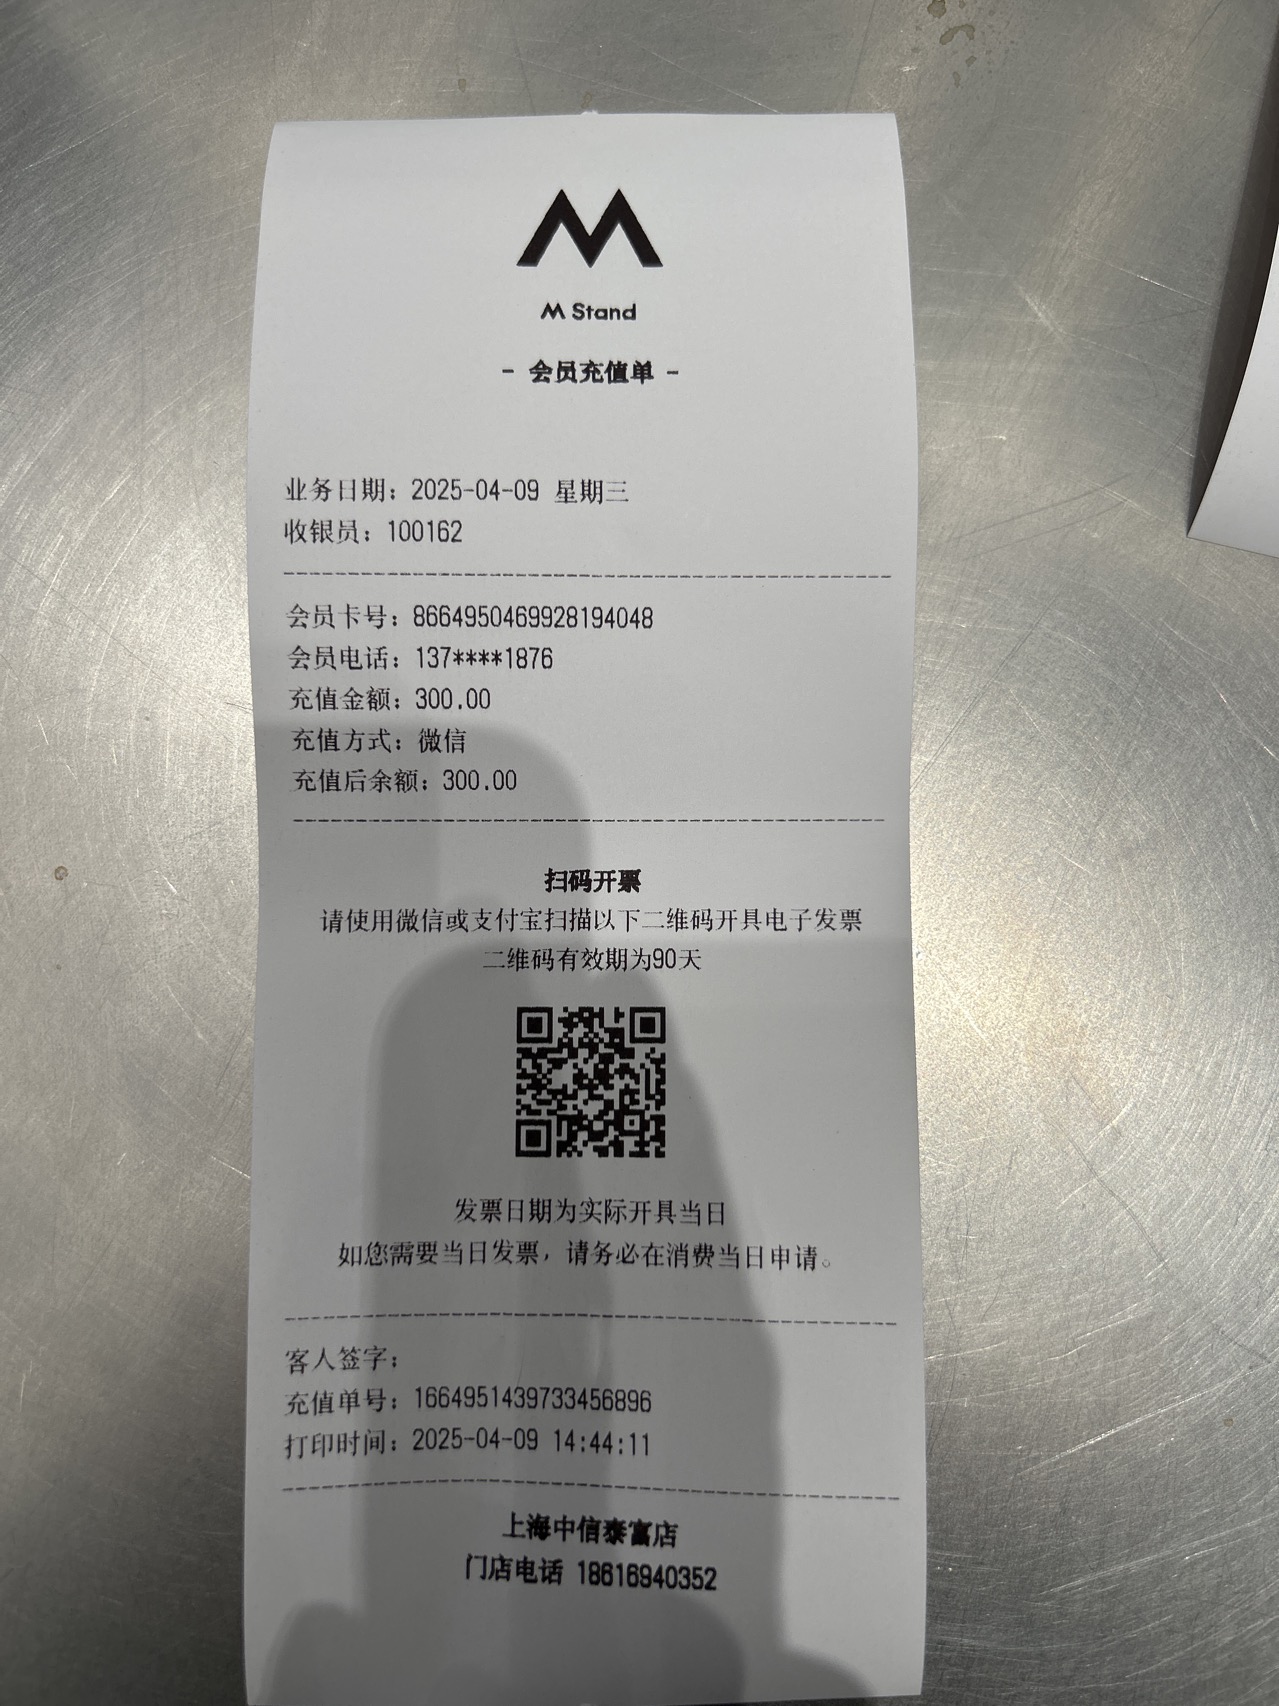 M Stand
- 会员充值单 -
业务日期：2025-04-09 星期三
收银员：100162
会员卡号：8664950469928194048
会员电话：137****1876
充值金额：300.00
充值方式：微信
充值后余额：300.00
扫码开票
请使用微信或支付宝扫描以下二维码开具电子发票
二维码有效期为90天
发票日期为实际开具当日
如您需要当日发票，请务必在消费当日申请。
客人签字：
充值单号：1664951439733456896
打印时间：2025-04-09 14:44:11
上海中信泰富店
门店电话 18616940352